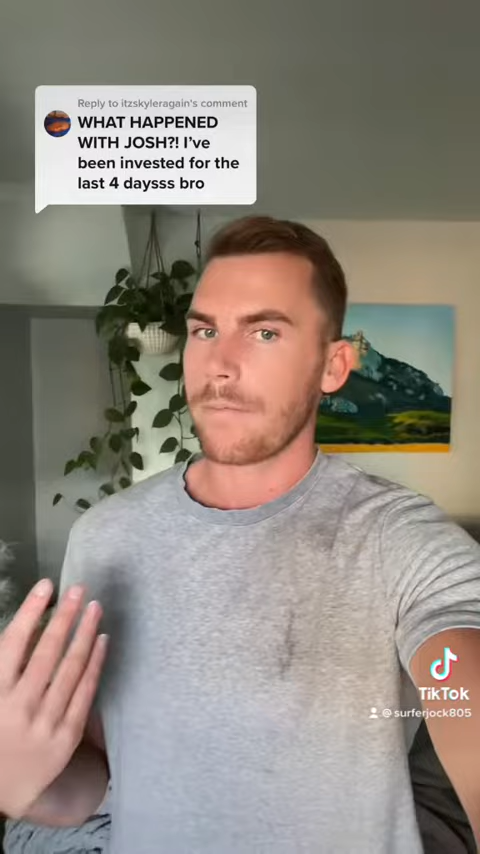 Reply to itzskyleragain's comment
WHAT HAPPENED
WITH JOSH?! I've
been invested for the
last 4 daysss bro
TikTok
@surferjock805